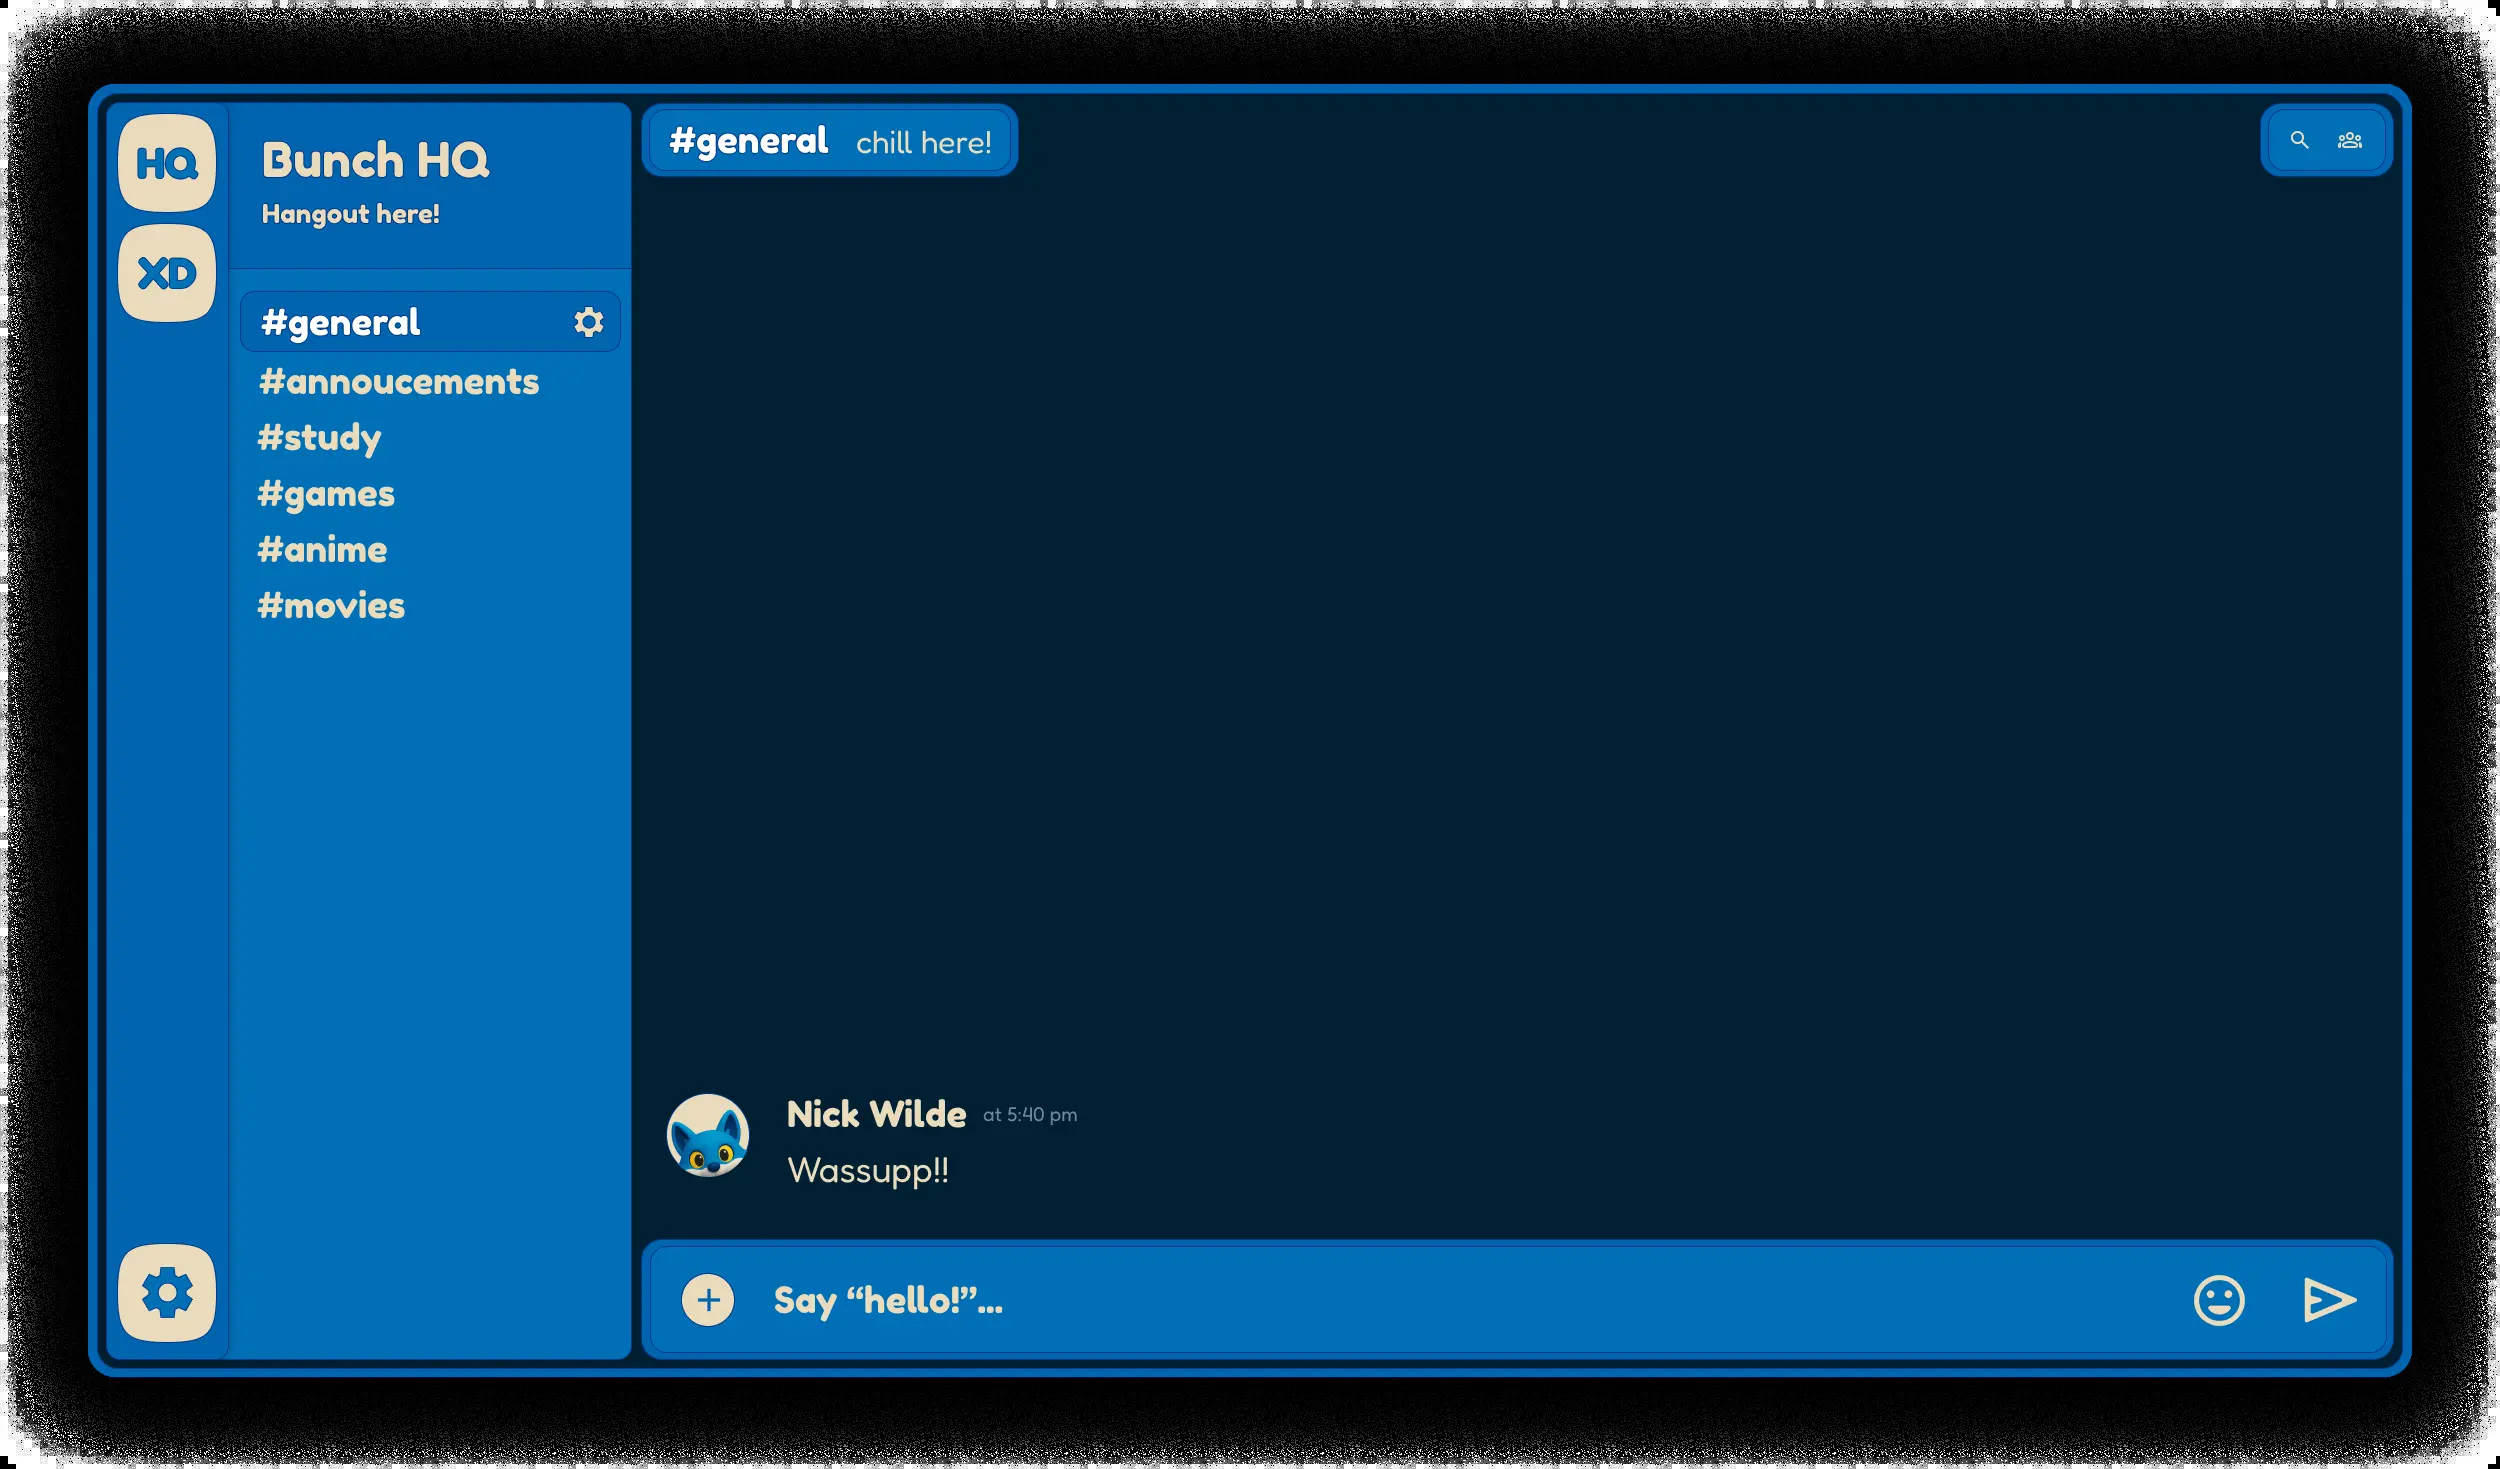 HQ
XD
Bunch HQ
Hangout here!
#general
#annoucements
#study
#games
#anime
#movies
#general chill here!
Nick Wilde at 5:40 pm
Wassupp!!
Say “hello!”...